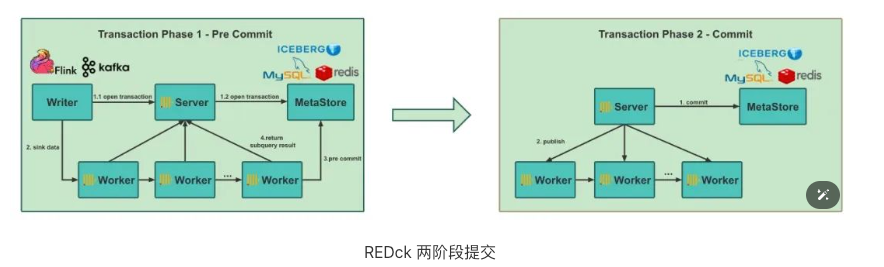 Transaction Phase 1 - Pre Commit
Flink
kafka
ICEBERG
MySQL
redis
Writer
1.1 open transaction
Server
1.2 open transaction
MetaStore
2. sink data
4.return
subquery result
3.pre commit
Worker
Worker
...
Worker
Transaction Phase 2 - Commit
ICEBERG
MySQL
redis
Server
1. commit
MetaStore
2. publish
Worker
Worker
...
Worker
REDck 两阶段提交